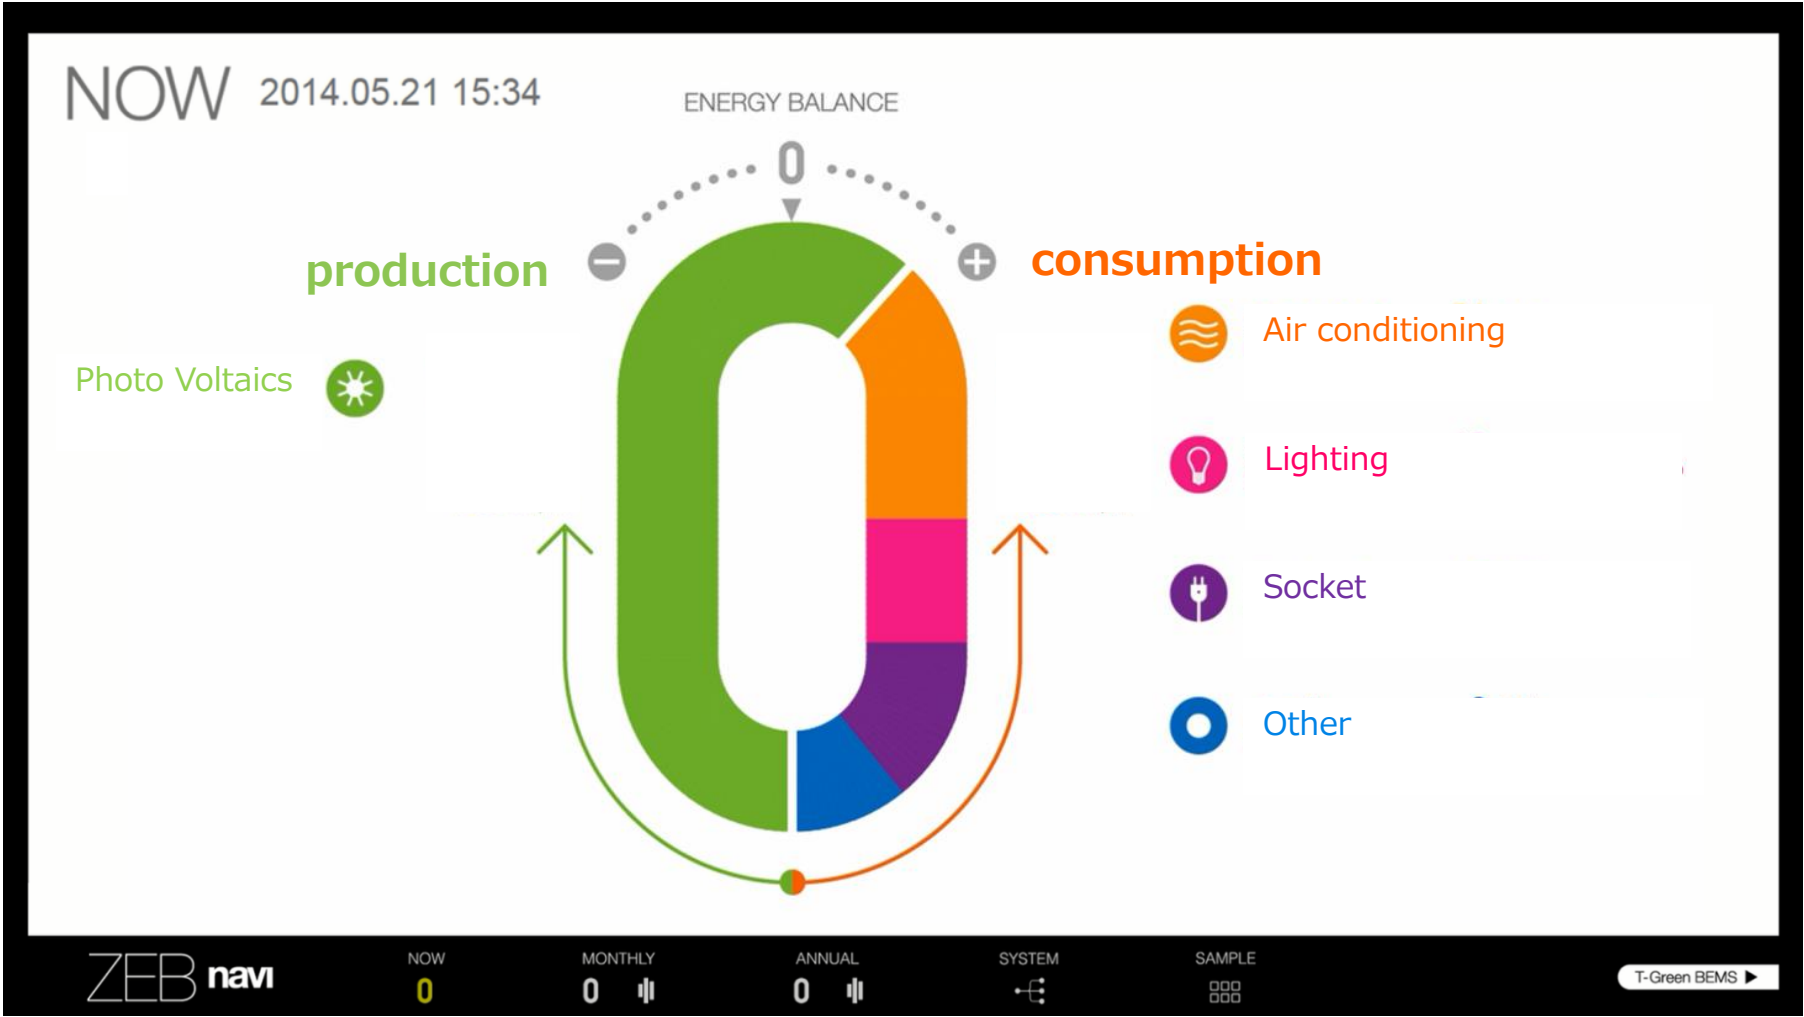 NOW 2014.05.21 15:34
ENERGY BALANCE
0
production
consumption
Photo Voltaics
Air conditioning
Lighting
Socket
Other
ZEB navi
NOW
0
MONTHLY
0
ANNUAL
0
SYSTEM
SAMPLE
T-Green BEMS ▶